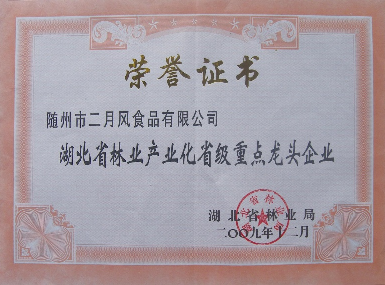 荣誉证书
随州市二月风食品有限公司
湖北省林业产业化省级重点龙头企业
湖北省林业局
二〇〇九年十二月